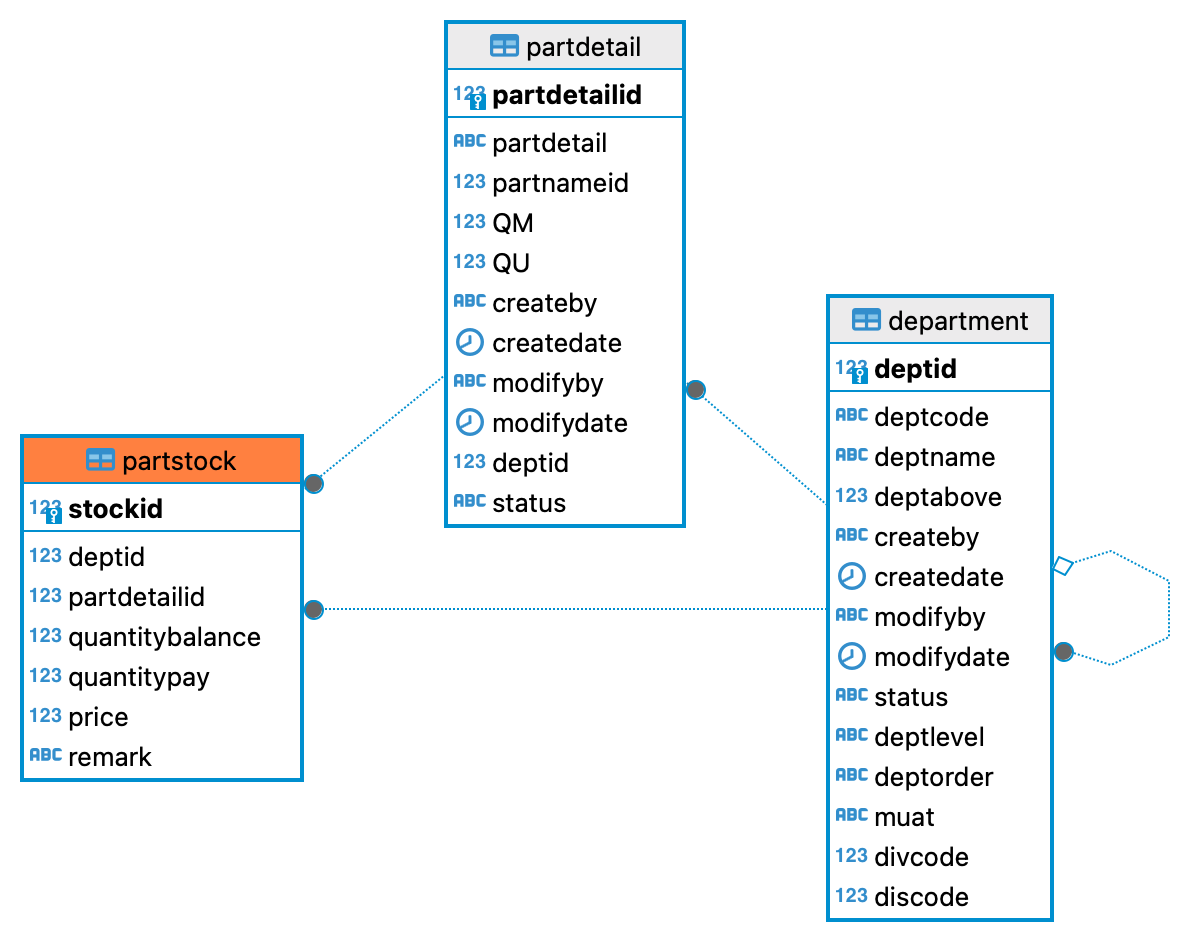 partdetail
123 partdetailid
ABC partdetail
123 partnameid
123 QM
123 QU
ABC createby
createdate
ABC modifyby
modifydate
123 deptid
ABC status
partstock
123 stockid
123 deptid
123 partdetailid
123 quantitybalance
123 quantitypay
123 price
ABC remark
department
123 deptid
ABC deptcode
ABC deptname
123 deptabove
ABC createby
createdate
ABC modifyby
modifydate
ABC status
ABC deptlevel
ABC deptorder
ABC muat
123 divcode
123 discode